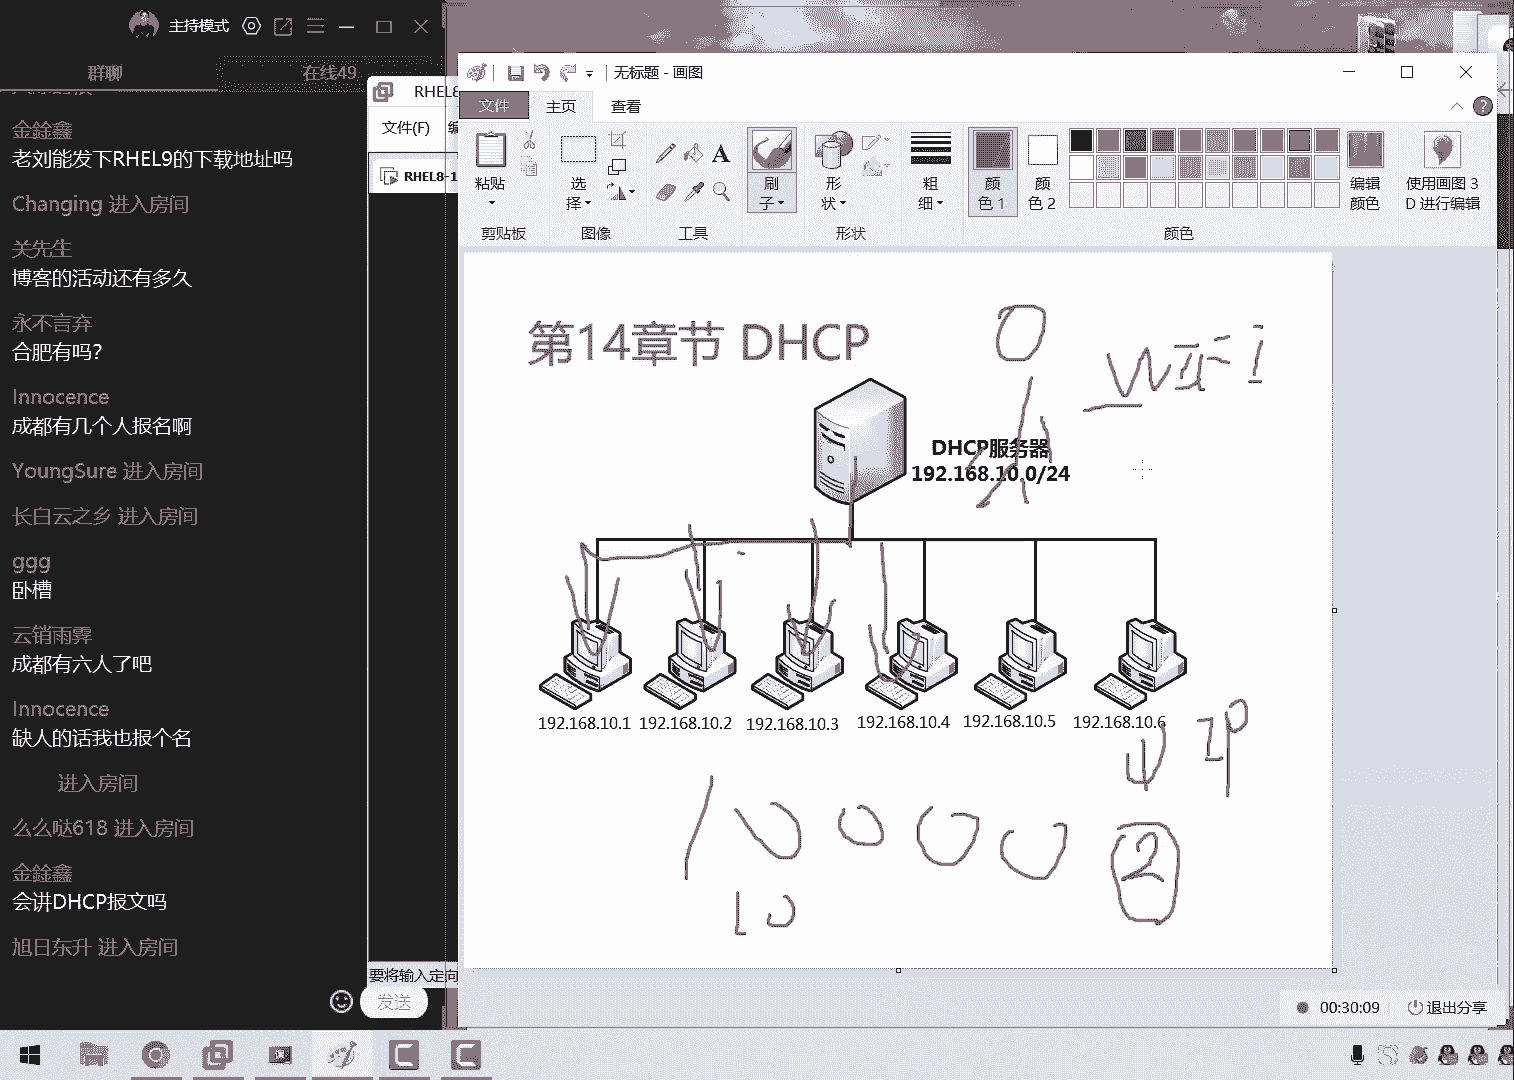 主持模式
群聊
在线49
金銓鑫
老刘能发下RHEL9的下载地址吗
Changing 进入房间
关先生
博客的活动还有多久
永不言弃
合肥有吗？
Innocence
成都有几个人报名啊
YoungSure 进入房间
长白云之乡 进入房间
ggg
卧槽
云销雨霁
成都有六人了吧
Innocence
缺人的话我也报个名
进入房间
么么哒618 进入房间
金銓鑫
会讲DHCP报文吗
旭日东升 进入房间
发送
RHEL8
文件(F) 编
RHEL8-1
要将输入定向
无标题 - 画图
文件
主页
查看
粘贴
剪贴板
选择
图像
工具
刷子
形状
形状
粗细
颜色 1
颜色 2
颜色
编辑颜色
使用画图 3D 进行编辑
第14章节 DHCP
WIFI
DHCP服务器
192.168.10.0/24
192.168.10.1
192.168.10.2
192.168.10.3
192.168.10.4
192.168.10.5
192.168.10.6
IP
10000
2
10
00:30:09
退出分享